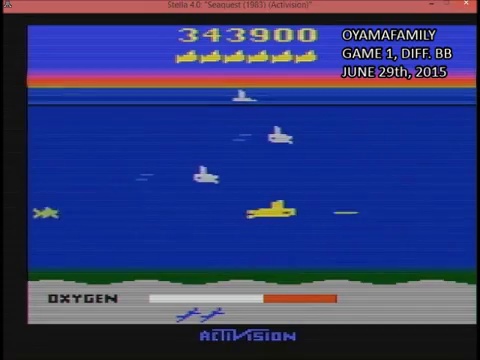 Stella 4.0: "Seaquest (1983) (Activision)"
343900
OYAMAFAMILY
GAME 1, DIFF. BB
JUNE 29th, 2015
OXYGEN
ACTIVISION